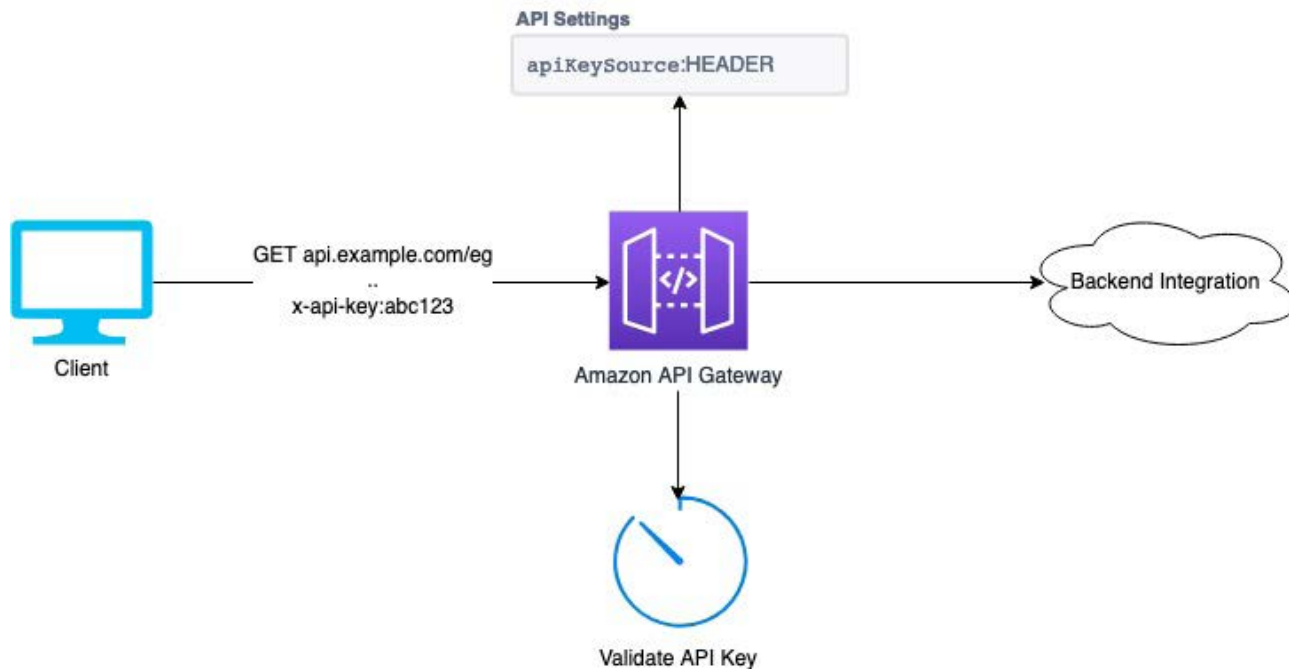 API Settings
apiKeySource:HEADER
GET api.example.com/eg
..
x-api-key:abc123
</>
Backend Integration
Client
Amazon API Gateway
Validate API Key